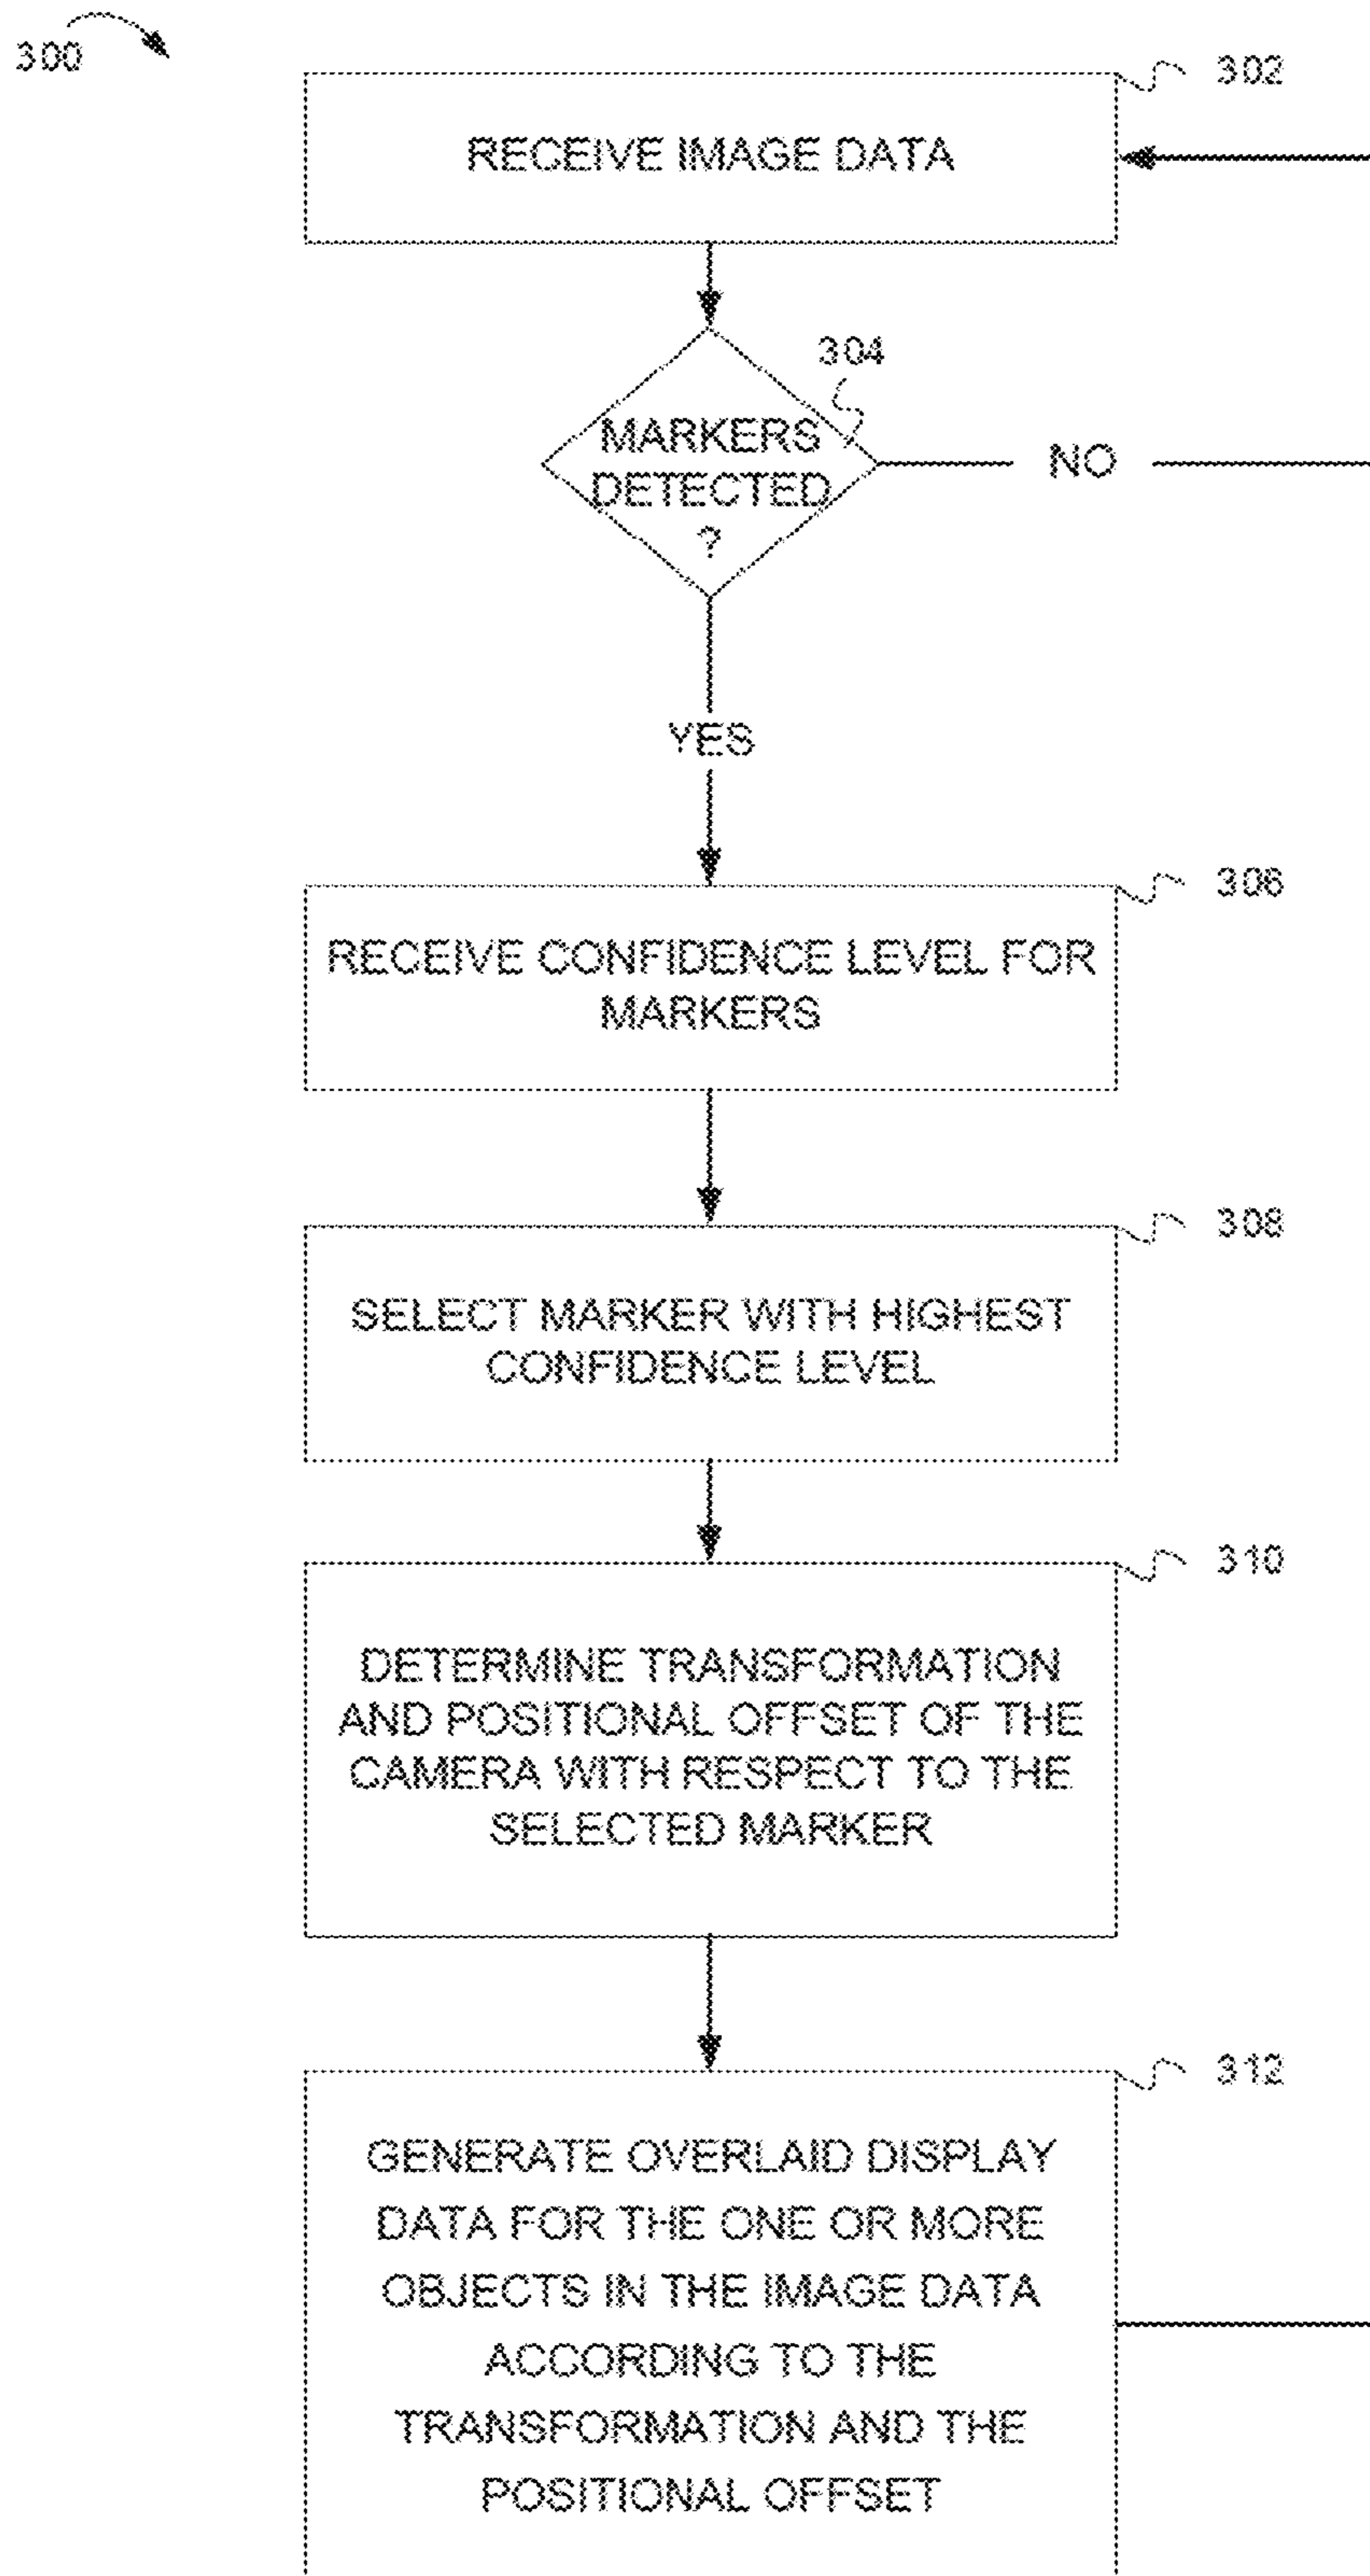 300
302
RECEIVE IMAGE DATA
304
MARKERS
DETECTED
?
NO
YES
306
RECEIVE CONFIDENCE LEVEL FOR
MARKERS
308
SELECT MARKER WITH HIGHEST
CONFIDENCE LEVEL
310
DETERMINE TRANSFORMATION
AND POSITIONAL OFFSET OF THE
CAMERA WITH RESPECT TO THE
SELECTED MARKER
312
GENERATE OVERLAID DISPLAY
DATA FOR THE ONE OR MORE
OBJECTS IN THE IMAGE DATA
ACCORDING TO THE
TRANSFORMATION AND THE
POSITIONAL OFFSET